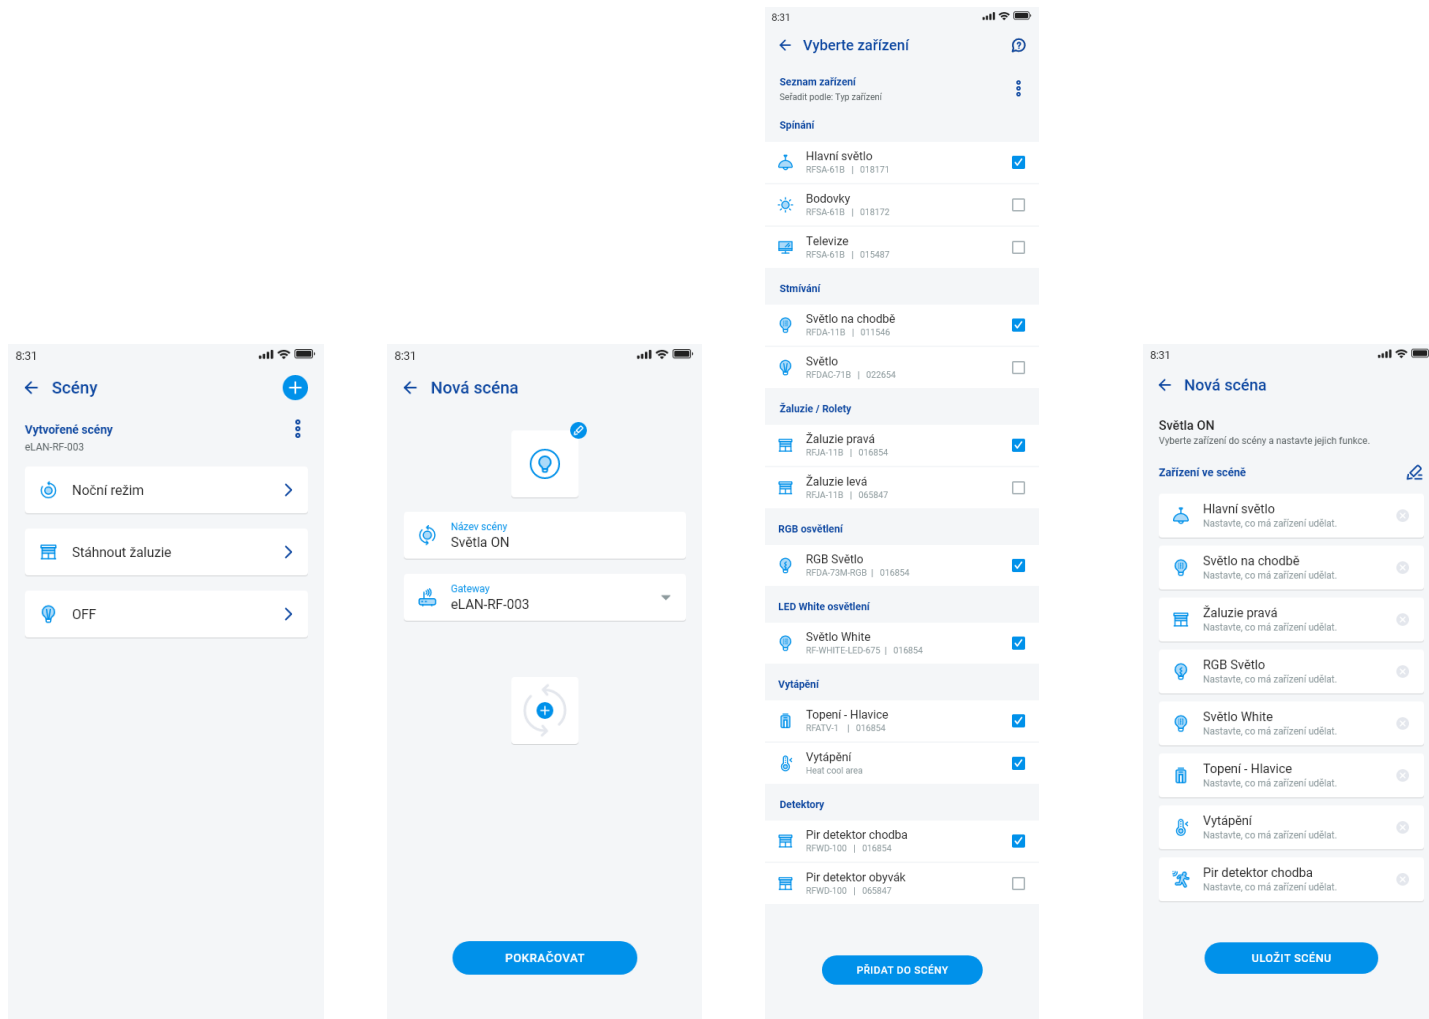 8:31
Scény
Vytvořené scény
eLAN-RF-003
Noční režim
Stáhnout žaluzie
OFF
8:31
Nová scéna
Název scény
Světla ON
Gateway
eLAN-RF-003
POKRAČOVAT
8:31
Vyberte zařízení
Seznam zařízení
Seřadit podle: Typ zařízení
Spínání
Hlavní světlo
RFSA-61B | 018171
Bodovky
RFSA-61B | 018172
Televize
RFSA-61B | 015487
Stmívání
Světlo na chodbě
RFDA-11B | 011546
Světlo
RFDAC-71B | 022654
Žaluzie / Rolety
Žaluzie pravá
RFJA-11B | 016854
Žaluzie levá
RFJA-11B | 065847
RGB osvětlení
RGB Světlo
RFDA-73M-RGB | 016854
LED White osvětlení
Světlo White
RF-WHITE-LED-675 | 016854
Vytápění
Topení - Hlavice
RFATV-1 | 016854
Vytápění
Heat cool area
Detektory
Pir detektor chodba
RFWD-100 | 016854
Pir detektor obyvák
RFWD-100 | 065847
PŘIDAT DO SCÉNY
8:31
Nová scéna
Světla ON
Vyberte zařízení do scény a nastavte jejich funkce.
Zařízení ve scéně
Hlavní světlo
Nastavte, co má zařízení udělat.
Světlo na chodbě
Nastavte, co má zařízení udělat.
Žaluzie pravá
Nastavte, co má zařízení udělat.
RGB Světlo
Nastavte, co má zařízení udělat.
Světlo White
Nastavte, co má zařízení udělat.
Topení - Hlavice
Nastavte, co má zařízení udělat.
Vytápění
Nastavte, co má zařízení udělat.
Pir detektor chodba
Nastavte, co má zařízení udělat.
ULOŽIT SCÉNU